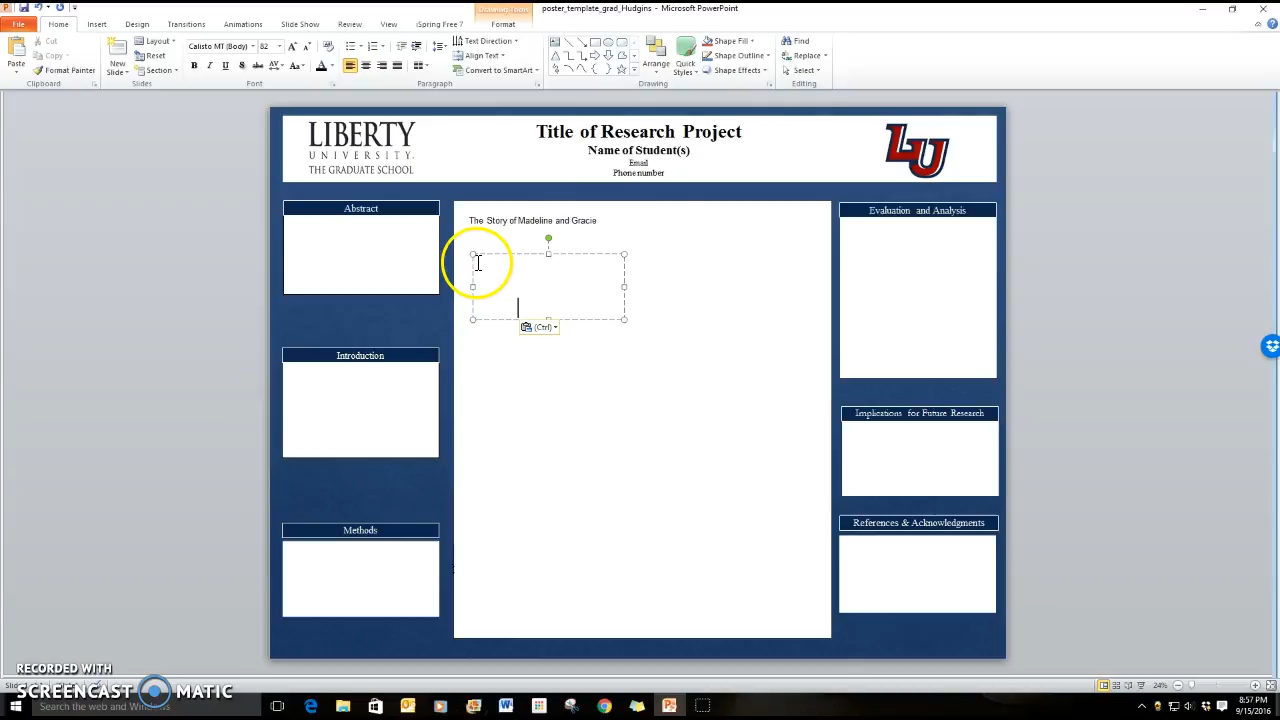 poster_template_grad_Hudgins - Microsoft PowerPoint
File Home Insert Design Transitions Animations Slide Show Review View iSpring Free 7 Format
Paste
Cut
Copy
Format Painter
Clipboard
New Slide
Layout
Reset
Section
Slides
Calisto MT (Body) 82
Font
Paragraph
Text Direction
Align Text
Convert to SmartArt
Arrange
Quick Styles
Shape Fill
Shape Outline
Shape Effects
Drawing
Find
Replace
Select
Editing
LIBERTY
UNIVERSITY.
THE GRADUATE SCHOOL
Title of Research Project
Name of Student(s)
Email
Phone number
LU
Abstract
Introduction
Methods
The Story of Madeline and Gracie
(Ctrl)
Evaluation and Analysis
Implications for Future Research
References & Acknowledgments
RECORDED WITH
SCREENCAST MATIC
24%
Search the web and Windows
8:57 PM
9/15/2016